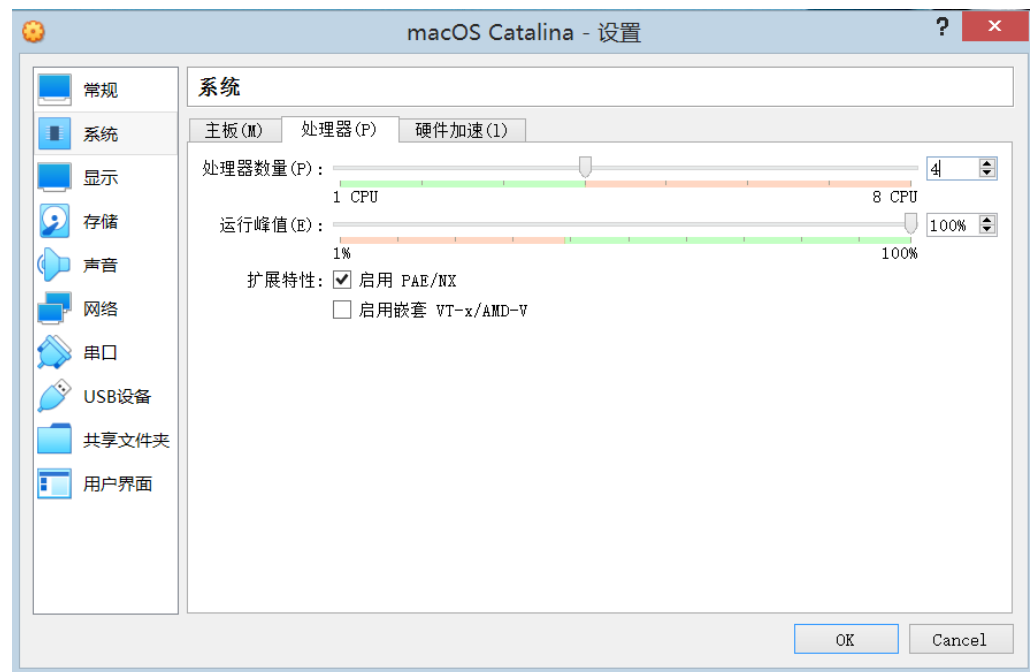 macOS Catalina - 设置
?
常规
系统
显示
存储
声音
网络
串口
USB设备
共享文件夹
用户界面
系统
主板(M) 处理器(P) 硬件加速(l)
处理器数量(P): 4
1 CPU 8 CPU
运行峰值(E): 100%
1% 100%
扩展特性: 启用 PAE/NX
启用嵌套 VT-x/AMD-V
OK Cancel